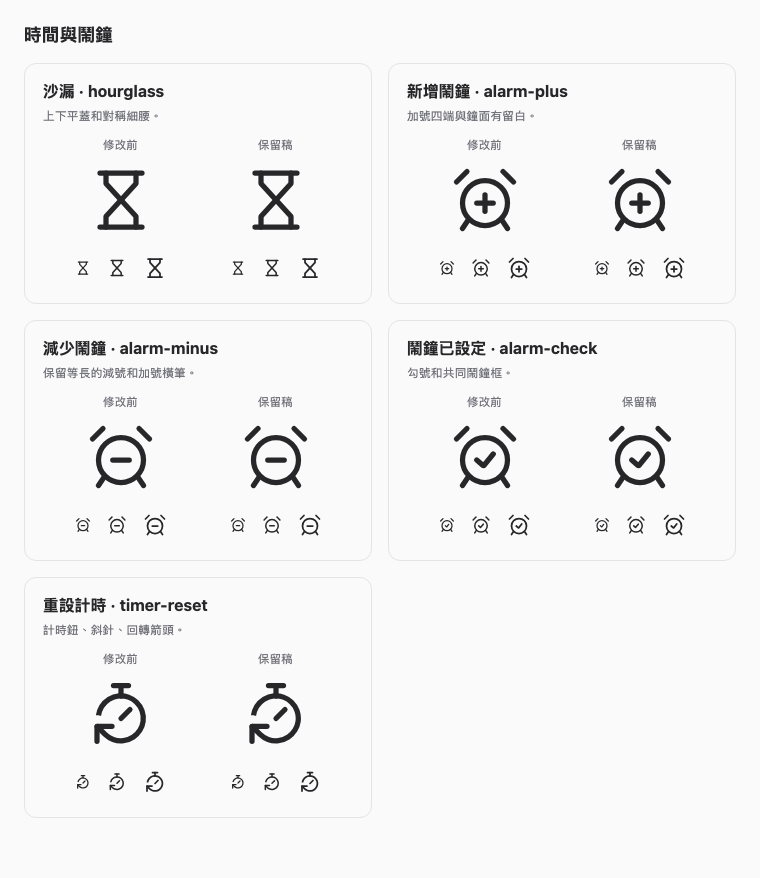 時間與鬧鐘
沙漏 · hourglass
上下平蓋和對稱細腰。
修改前
保留稿
新增鬧鐘 · alarm-plus
加號四端與鐘面有留白。
修改前
保留稿
減少鬧鐘 · alarm-minus
保留等長的減號和加號橫筆。
修改前
保留稿
鬧鐘已設定 · alarm-check
勾號和共同鬧鐘框。
修改前
保留稿
重設計時 · timer-reset
計時鈕、斜針、回轉箭頭。
修改前
保留稿